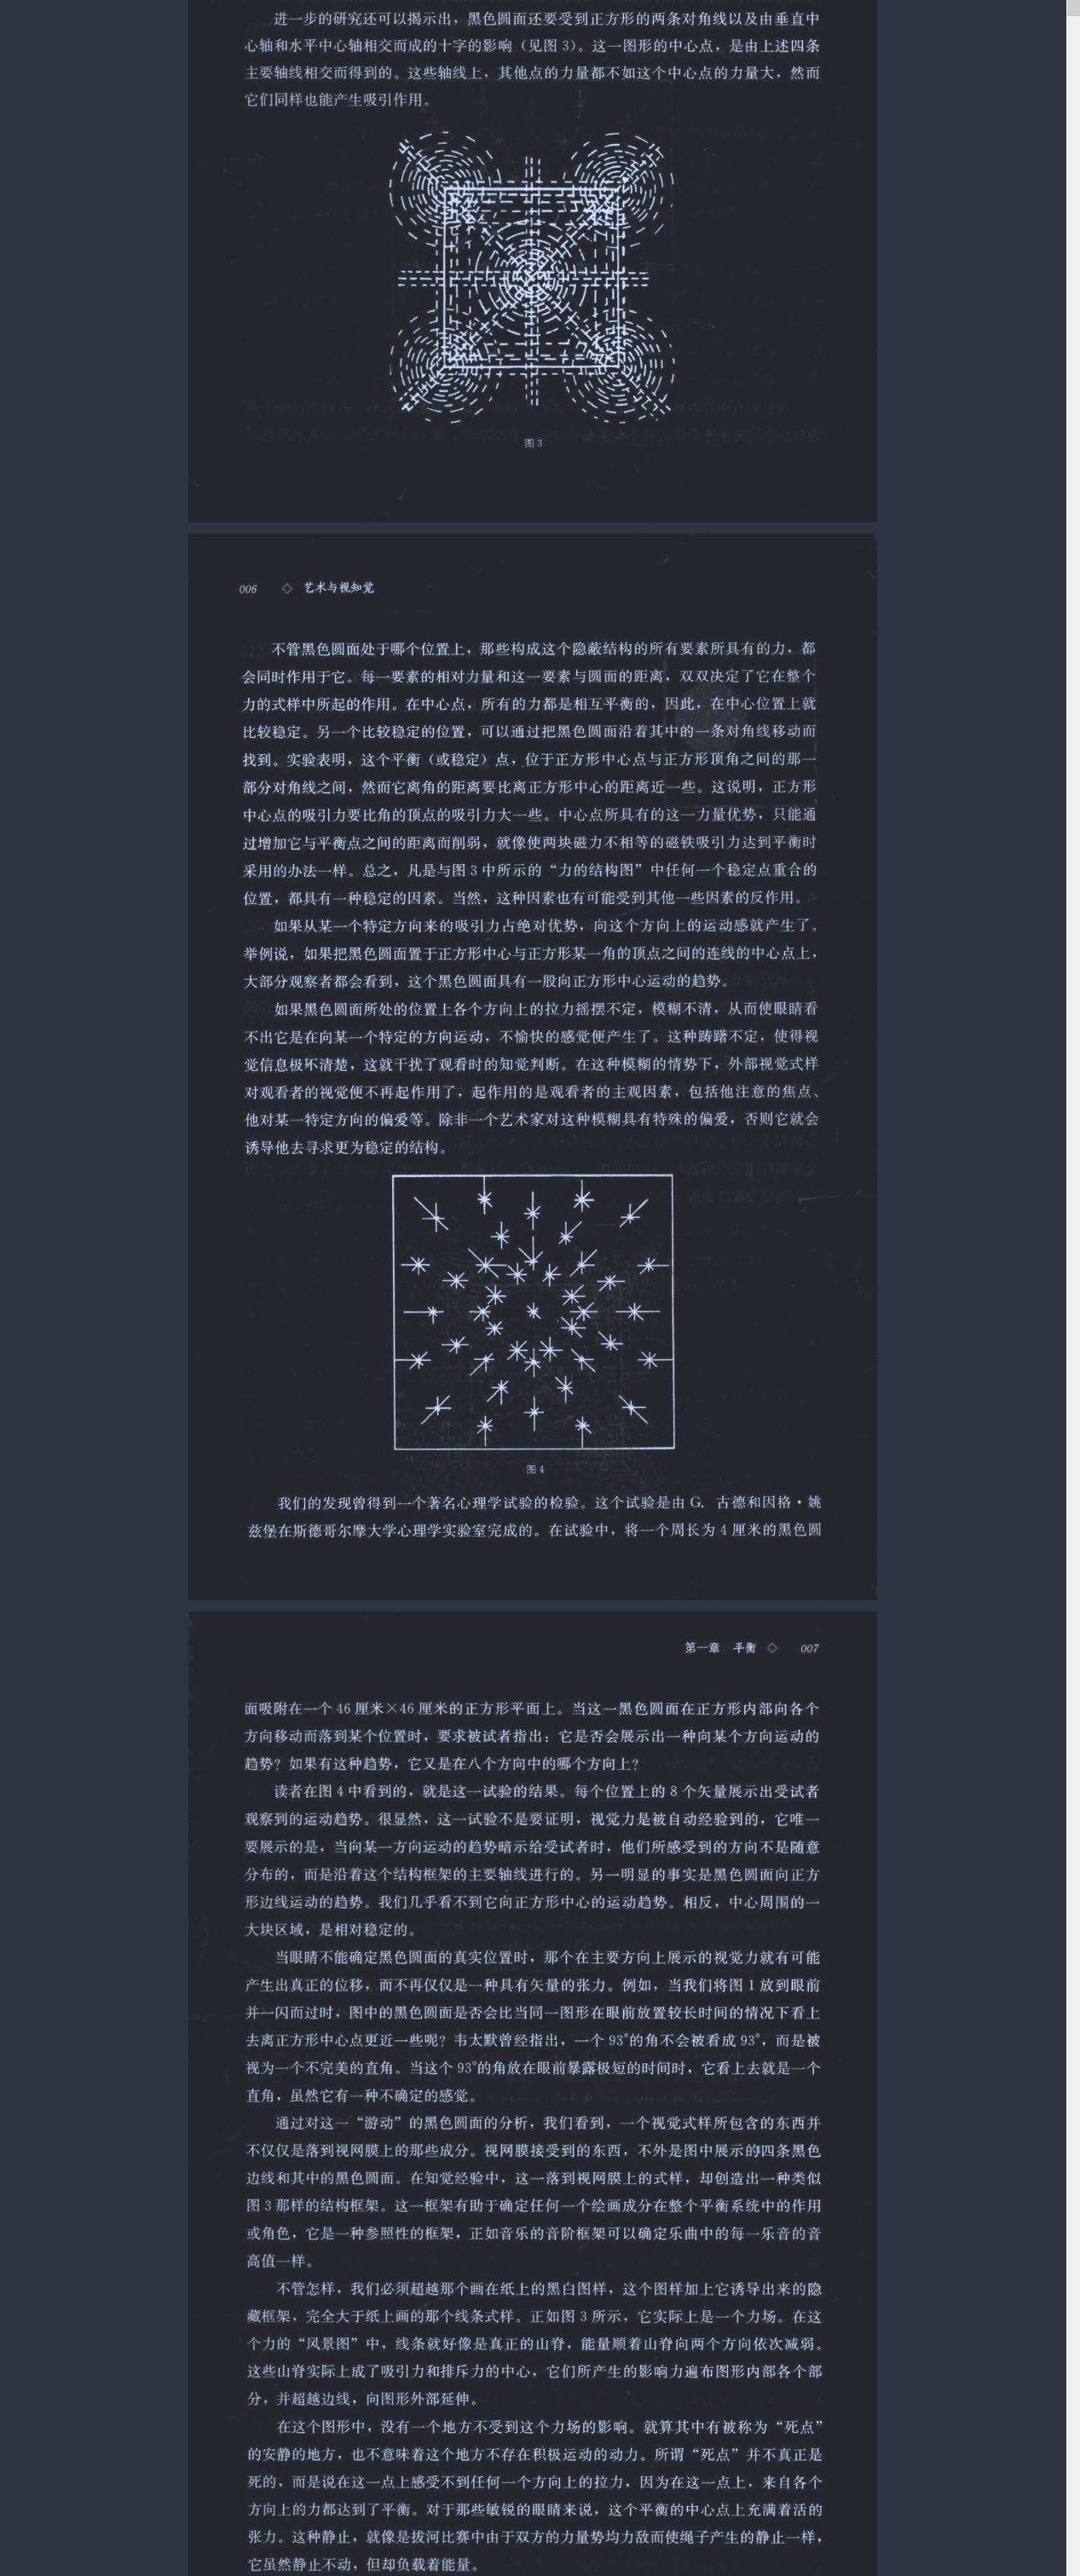 进一步的研究还可以揭示出，黑色圆面还要受到正方形的两条对角线以及由垂直中
心轴和水平中心轴相交而成的十字的影响（见图 3）。这一图形的中心点，是由上述四条
主要轴线相交而得到的。这些轴线上，其他点的力量都不如这个中心点的力量大，然而
它们同样也能产生吸引作用。
图 3
006 ◇ 艺术与视知觉
不管黑色圆面处于哪个位置上，那些构成这个隐蔽结构的所有要素所具有的力，都
会同时作用于它。每一要素的相对力量和这一要素与圆面的距离，双双决定了它在整个
力的式样中所起的作用。在中心点，所有的力都是相互平衡的，因此，在中心位置上就
比较稳定。另一个比较稳定的位置，可以通过把黑色圆面沿着其中的一条对角线移动而
找到。实验表明，这个平衡（或稳定）点，位于正方形中心点与正方形顶角之间的那一
部分对角线之间，然而它离角的距离要比离正方形中心的距离近一些。这说明，正方形
中心点的吸引力要比角的顶点的吸引力大一些。中心点所具有的这一力量优势，只能通
过增加它与平衡点之间的距离而削弱，就像使两块磁力不相等的磁铁吸引力达到平衡时
采用的办法一样。总之，凡是与图 3 中所示的“力的结构图”中任何一个稳定点重合的
位置，都具有一种稳定的因素。当然，这种因素也有可能受到其他一些因素的反作用。
如果从某一个特定方向来的吸引力占绝对优势，向这个方向上的运动感就产生了。
举例说，如果把黑色圆面置于正方形中心与正方形某一角的顶点之间的连线的中心点上，
大部分观察者都会看到，这个黑色圆面具有一股向正方形中心运动的趋势。
如果黑色圆面所处的位置上各个方向上的拉力摇摆不定，模糊不清，从而使眼睛看
不出它是在向某一个特定的方向运动，不愉快的感觉便产生了。这种踌躇不定，使得视
觉信息极不清楚，这就干扰了观看时的知觉判断。在这种模糊的情势下，外部视觉式样
对观看者的视觉便不再起作用了，起作用的是观看者的主观因素，包括他注意的焦点、
他对某一特定方向的偏爱等。除非一个艺术家对这种模糊具有特殊的偏爱，否则它就会
诱导他去寻求更为稳定的结构。
图 4
我们的发现曾得到一个著名心理学试验的检验。这个试验是由 G. 古德和因格·姚
兹堡在斯德哥尔摩大学心理学实验室完成的。在试验中，将一个周长为 4 厘米的黑色圆
第一章 平衡 ◇ 007
面吸附在一个 46 厘米×46 厘米的正方形平面上。当这一黑色圆面在正方形内部向各个
方向移动而落到某个位置时，要求被试者指出：它是否会展示出一种向某个方向运动的
趋势？如果有这种趋势，它又是在八个方向中的哪个方向上？
读者在图 4 中看到的，就是这一试验的结果。每个位置上的 8 个矢量展示出受试者
观察到的运动趋势。很显然，这一试验不是要证明，视觉力是被自动经验到的，它唯一
要展示的是，当向某一方向运动的趋势暗示给受试者时，他们所感受到的方向不是随意
分布的，而是沿着这个结构框架的主要轴线进行的。另一明显的事实是黑色圆面向正方
形边线运动的趋势。我们几乎看不到它向正方形中心的运动趋势。相反，中心周围的一
大块区域，是相对稳定的。
当眼睛不能确定黑色圆面的真实位置时，那个在主要方向上展示的视觉力就有可能
产生出真正的位移，而不再仅仅是一种具有矢量的张力。例如，当我们将图 1 放到眼前
并一闪而过时，图中的黑色圆面是否会比当同一图形在眼前放置较长时间的情况下看上
去离正方形中心点更近一些呢？韦太默曾经指出，一个 93°的角不会被看成 93°，而是被
视为一个不完美的直角。当这个 93°的角放在眼前暴露极短的时间时，它看上去就是一个
直角，虽然它有一种不确定的感觉。
通过对这一“游动”的黑色圆面的分析，我们看到，一个视觉式样所包含的东西并
不仅仅是落到视网膜上的那些成分。视网膜接受到的东西，不外是图中展示的四条黑色
边线和其中的黑色圆面。在知觉经验中，这一落到视网膜上的式样，却创造出一种类似
图 3 那样的结构框架。这一框架有助于确定任何一个绘画成分在整个平衡系统中的作用
或角色，它是一种参照性的框架，正如音乐的音阶框架可以确定乐曲中的每一乐音的音
高值一样。
不管怎样，我们必须超越那个画在纸上的黑白图样，这个图样加上它诱导出来的隐
藏框架，完全大于纸上画的那个线条式样。正如图 3 所示，它实际上是一个力场。在这
个力的“风景图”中，线条就好像是真正的山脊，能量顺着山脊向两个方向依次减弱。
这些山脊实际上成了吸引力和排斥力的中心，它们所产生的影响力遍布图形内部各个部
分，并超越边线，向图形外部延伸。
在这个图形中，没有一个地方不受到这个力场的影响。就算其中有被称为“死点”
的安静的地方，也不意味着这个地方不存在积极运动的动力。所谓“死点”并不真正是
死的，而是说在这一点上感受不到任何一个方向上的拉力，因为在这一点上，来自各个
方向上的力都达到了平衡。对于那些敏锐的眼睛来说，这个平衡的中心点上充满着活的
张力。这种静止，就像是拔河比赛中由于双方的力量势均力敌而使绳子产生的静止一样，
它虽然静止不动，但却负载着能量。